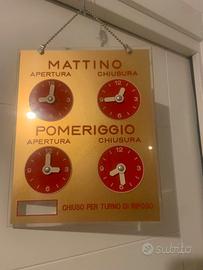 MATTINO
APERTURA CHIUSURA
POMERIGGIO
APERTURA CHIUSURA
CHIUSO PER TURNO DI RIPOSO
subito